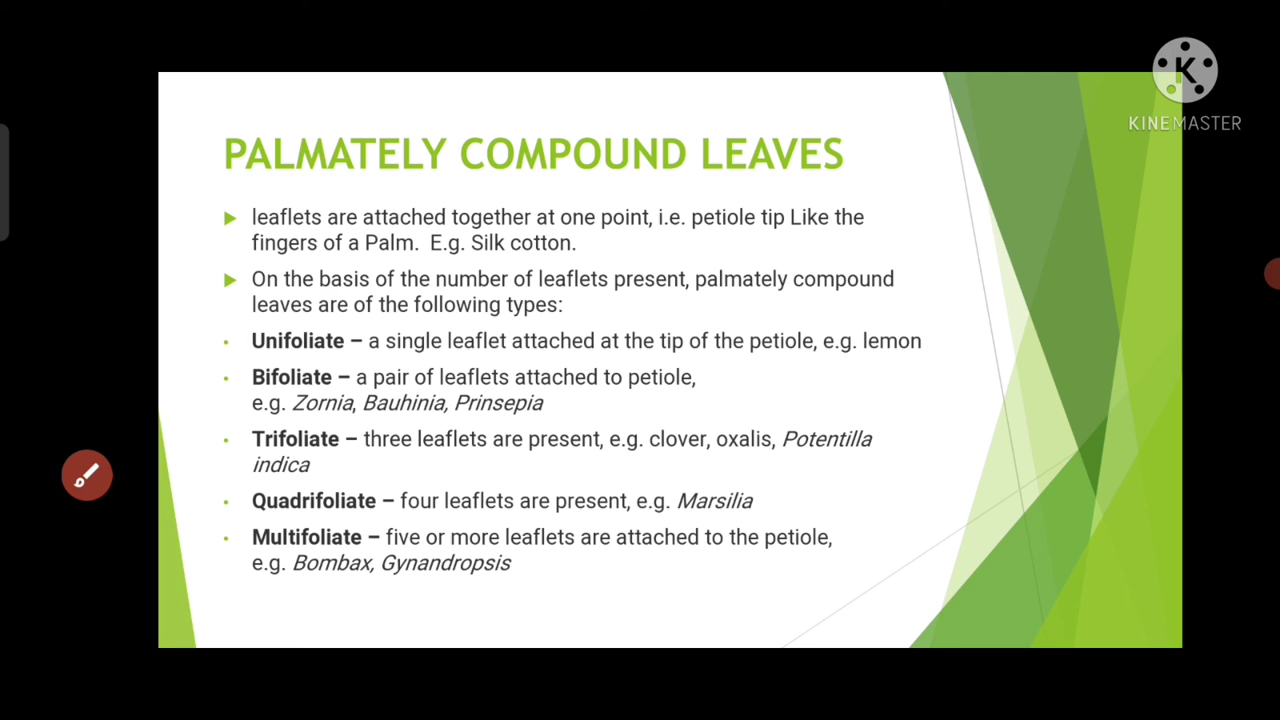 KINEMASTER
PALMATELY COMPOUND LEAVES
leaflets are attached together at one point, i.e. petiole tip Like the
fingers of a Palm. E.g. Silk cotton.
On the basis of the number of leaflets present, palmately compound
leaves are of the following types:
Unifoliate – a single leaflet attached at the tip of the petiole, e.g. lemon
Bifoliate – a pair of leaflets attached to petiole,
e.g. Zornia, Bauhinia, Prinsepia
Trifoliate – three leaflets are present, e.g. clover, oxalis, Potentilla
indica
Quadrifoliate – four leaflets are present, e.g. Marsilia
Multifoliate – five or more leaflets are attached to the petiole,
e.g. Bombax, Gynandropsis